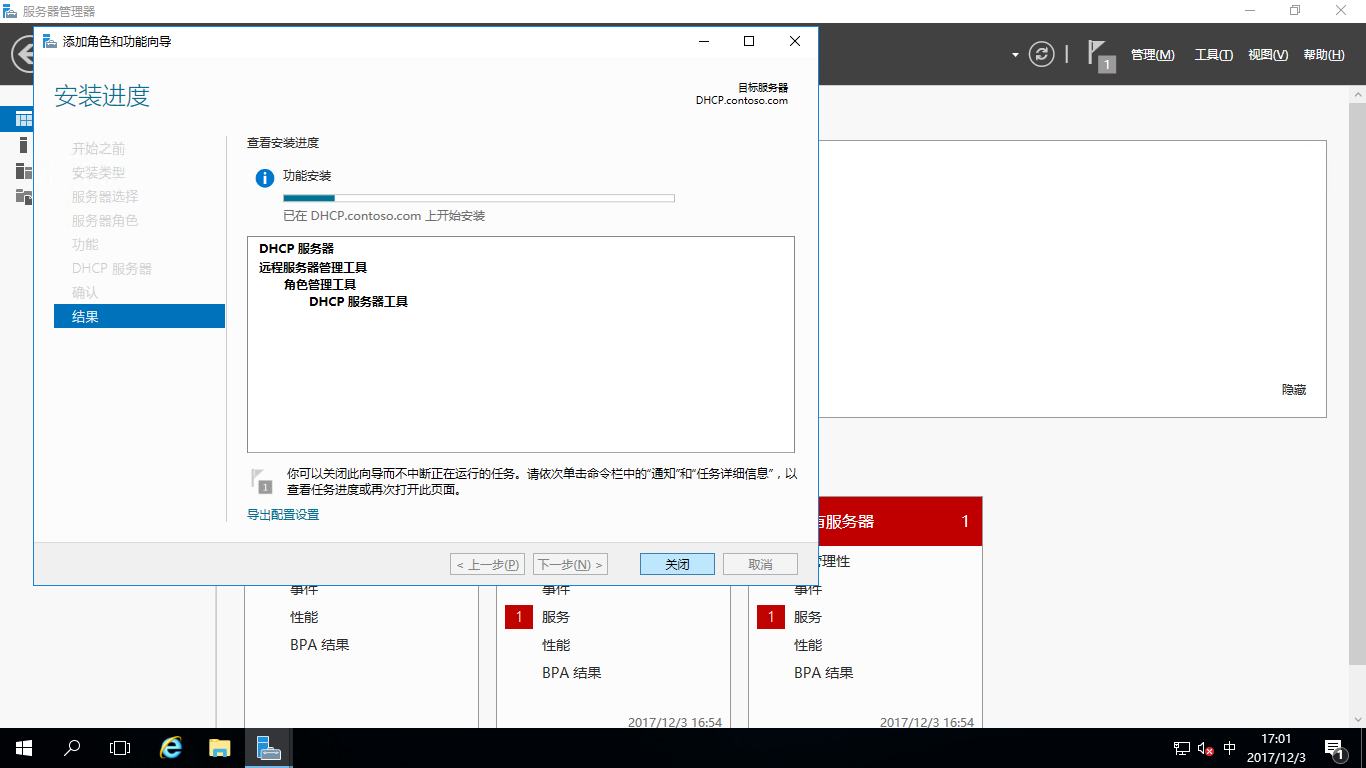 服务器管理器
添加角色和功能向导
1
管理(M)
工具(T)
视图(V)
帮助(H)
安装进度
目标服务器
DHCP.contoso.com
开始之前
安装类型
服务器选择
服务器角色
功能
DHCP 服务器
确认
结果
查看安装进度
功能安装
已在 DHCP.contoso.com 上开始安装
DHCP 服务器
远程服务器管理工具
角色管理工具
DHCP 服务器工具
1
你可以关闭此向导而不中断正在运行的任务。请依次单击命令栏中的“通知”和“任务详细信息”，以
查看任务进度或再次打开此页面。
导出配置设置
< 上一步(P)
下一步(N) >
关闭
取消
隐藏
有服务器 1
管理性
事件
性能
BPA 结果
事件
1 服务
性能
BPA 结果
2017/12/3 16:54
事件
1 服务
性能
BPA 结果
2017/12/3 16:54
中
17:01
2017/12/3
1